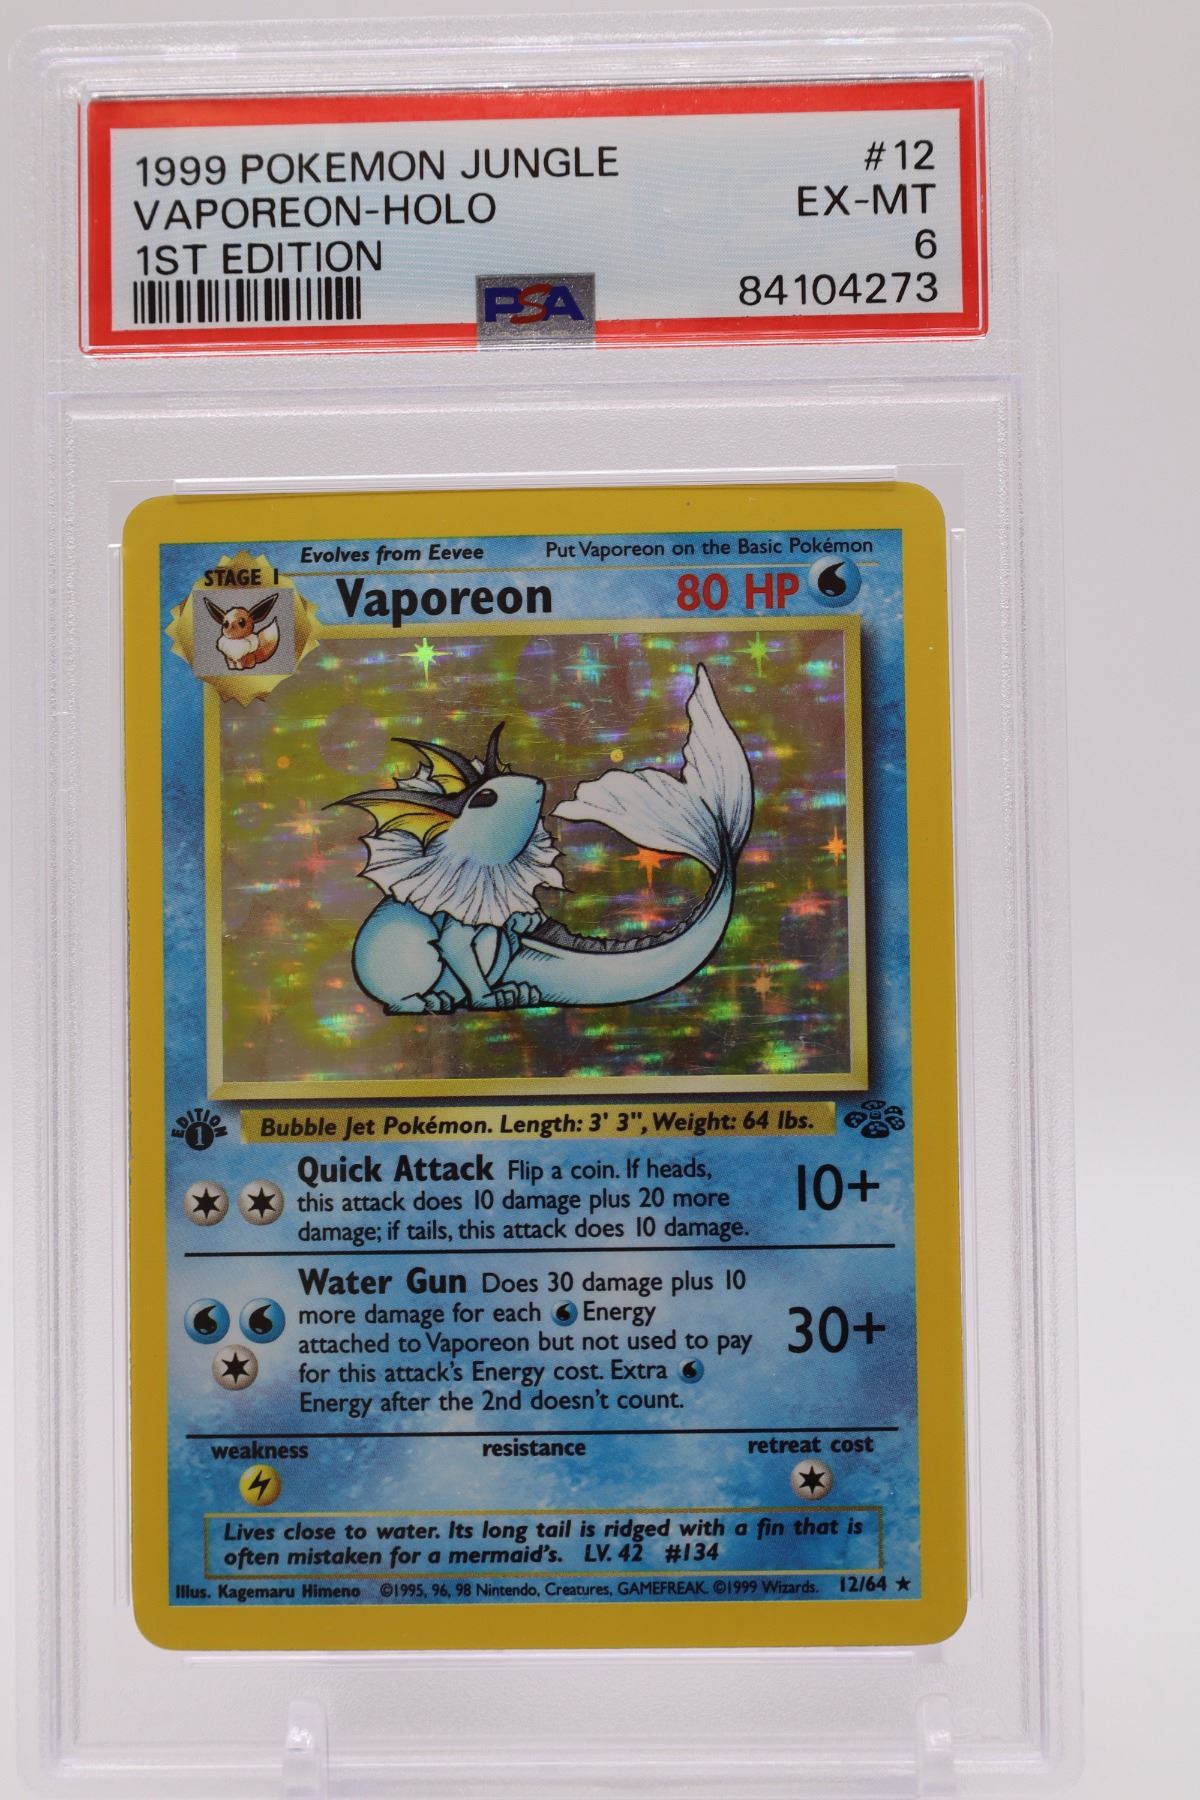 1999 POKEMON JUNGLE #12
VAPOREON-HOLO EX-MT
1ST EDITION 6
PSA 84104273
STAGE 1
Evolves from Eevee Put Vaporeon on the Basic Pokémon
Vaporeon 80 HP
EDITION 1
Bubble Jet Pokémon. Length: 3' 3", Weight: 64 lbs.
Quick Attack Flip a coin. If heads,
this attack does 10 damage plus 20 more
damage; if tails, this attack does 10 damage.
10+
Water Gun Does 30 damage plus 10
more damage for each Energy
attached to Vaporeon but not used to pay
for this attack's Energy cost. Extra
Energy after the 2nd doesn't count.
30+
weakness resistance retreat cost
Lives close to water. Its long tail is ridged with a fin that is
often mistaken for a mermaid's. LV. 42 #134
Illus. Kagemaru Himeno ©1995, 96, 98 Nintendo, Creatures, GAMEFREAK. ©1999 Wizards. 12/64 ★